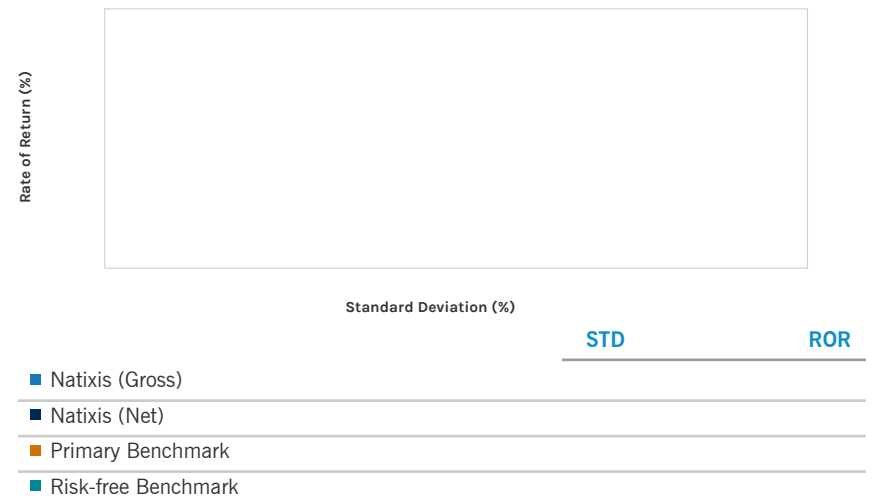 Rate of Return (%)
Standard Deviation (%)
STD ROR
Natixis (Gross)
Natixis (Net)
Primary Benchmark
Risk-free Benchmark